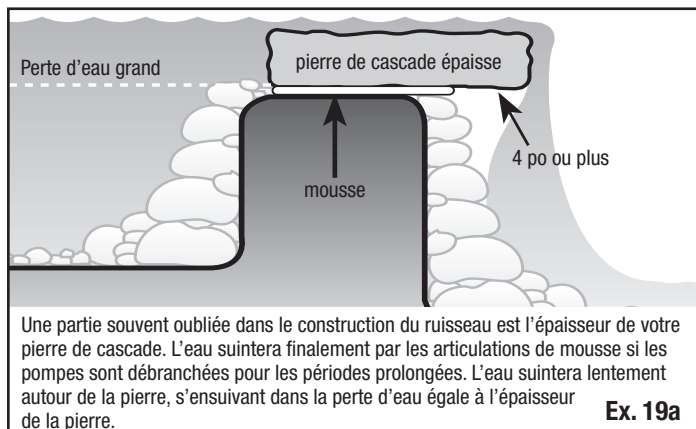 pierre de cascade épaisse
Perte d'eau grand
4 po ou plus
mousse
Une partie souvent oubliée dans le construction du ruisseau est l'épaisseur de votre
pierre de cascade. L'eau suintera finalement par les articulations de mousse si les
pompes sont débranchées pour les périodes prolongées. L'eau suintera lentement
autour de la pierre, s'ensuivant dans la perte d'eau égale à l'épaisseur
de la pierre.
Ex. 19a